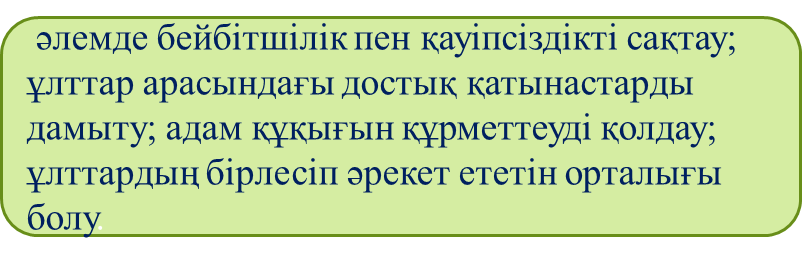 әлемде бейбітшілік пен қауіпсіздікті сақтау;
ұлттар арасындағы достық қатынастарды
дамыту; адам құқығын құрметтеуді қолдау;
ұлттардың бірлесіп әрекет ететін орталығы
болу.